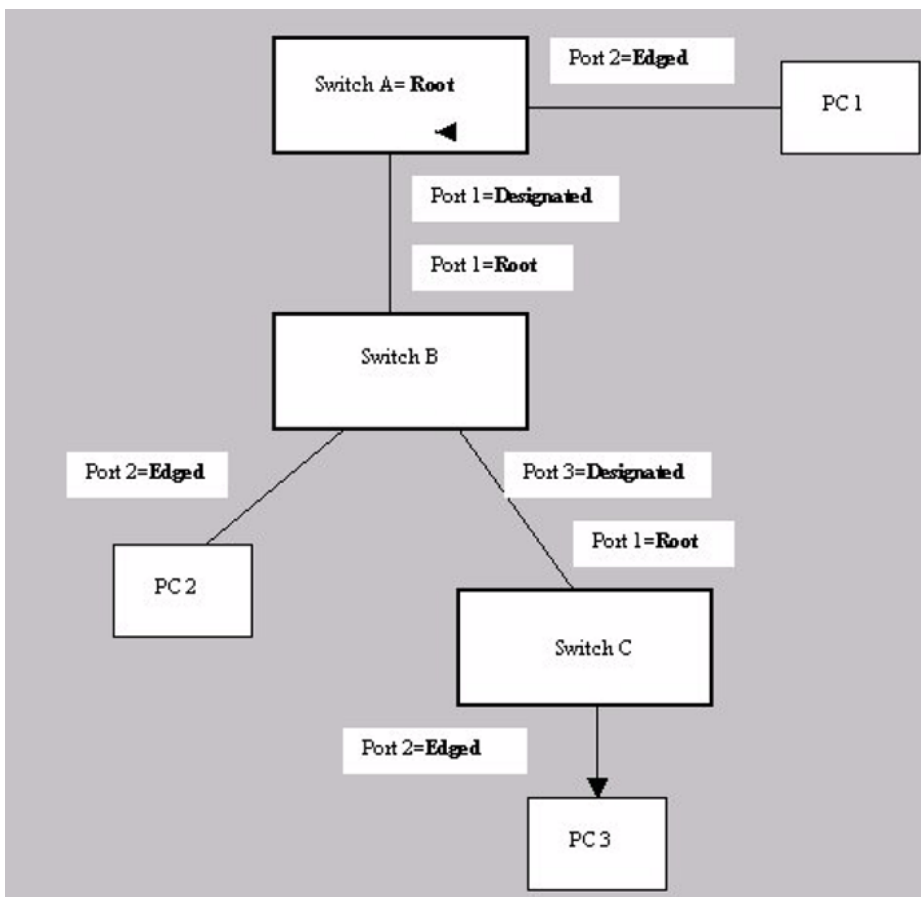 Port 2=Edged
Switch A= Root
PC 1
Port 1=Designated
Port 1=Root
Switch B
Port 2=Edged
Port 3=Designated
Port 1=Root
PC 2
Switch C
Port 2=Edged
PC 3